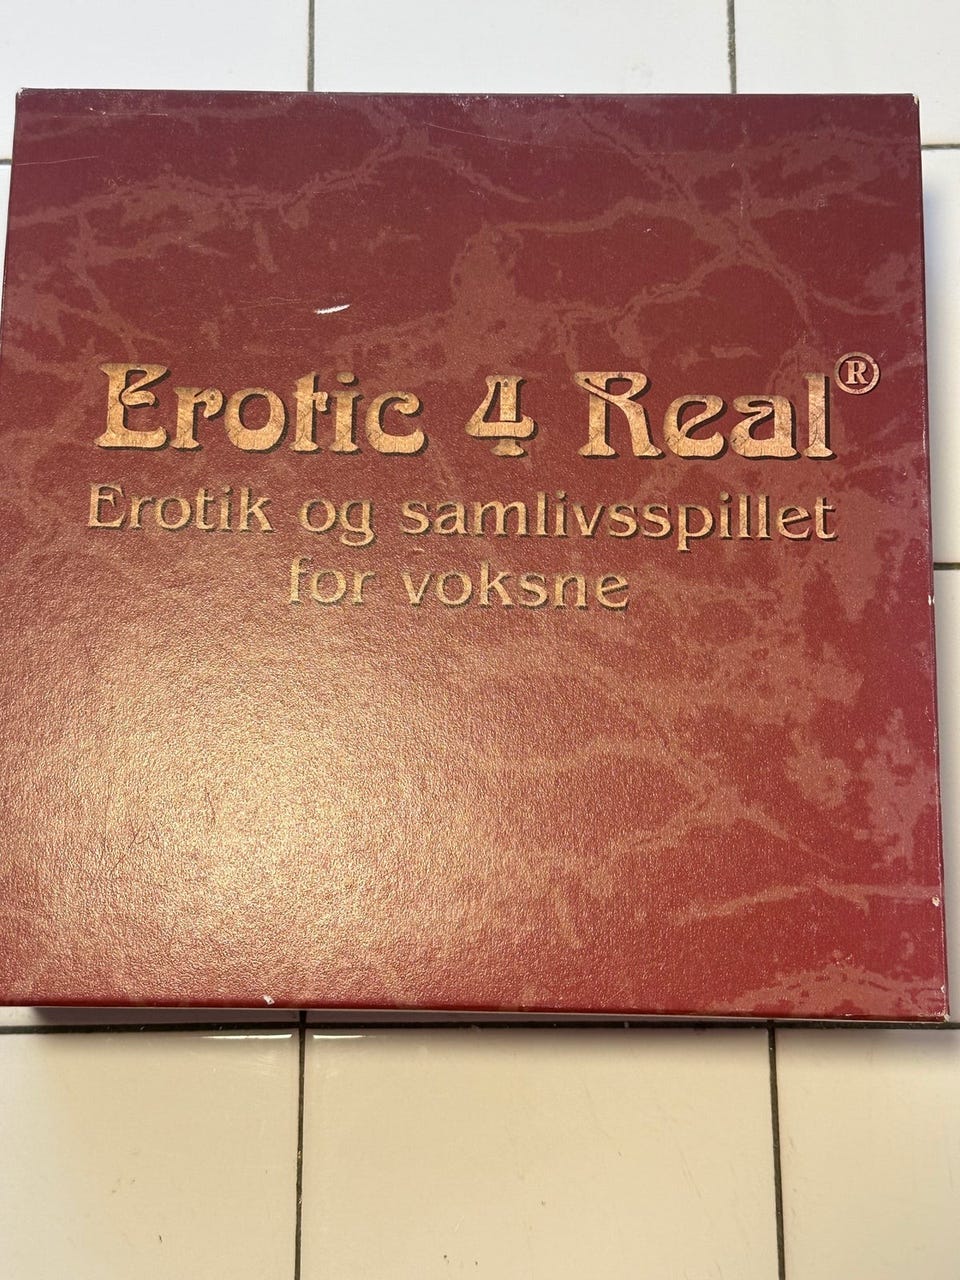 Erotic 4 Real®
Erotik og samlivsspillet
for voksne